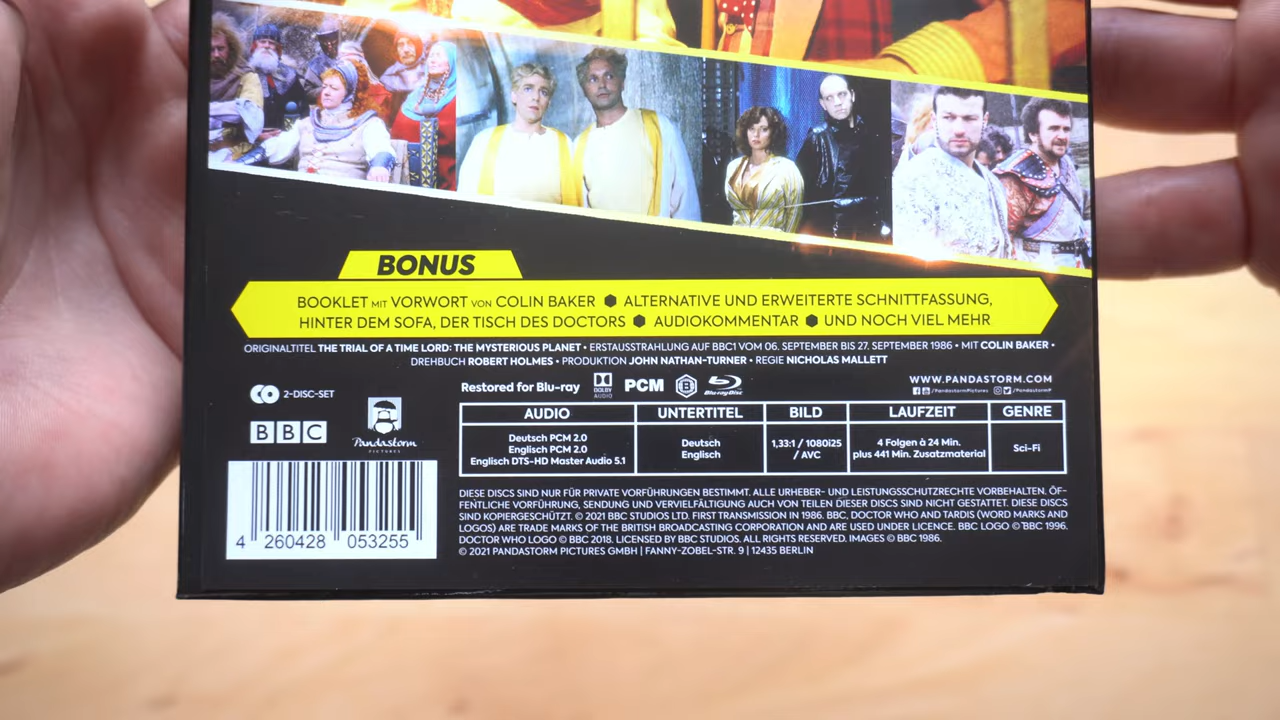 BONUS
BOOKLET MIT VORWORT VON COLIN BAKER ⬢ ALTERNATIVE UND ERWEITERTE SCHNITTFASSUNG,
HINTER DEM SOFA, DER TISCH DES DOCTORS ⬢ AUDIOKOMMENTAR ⬢ UND NOCH VIEL MEHR
ORIGINALTITEL THE TRIAL OF A TIME LORD: THE MYSTERIOUS PLANET • ERSTAUSSTRAHLUNG AUF BBC1 VOM 06. SEPTEMBER BIS 27. SEPTEMBER 1986 • MIT COLIN BAKER •
DREHBUCH ROBERT HOLMES • PRODUKTION JOHN NATHAN-TURNER • REGIE NICHOLAS MALLETT
2-DISC-SET
BBC
Pandastorm
PICTURES
Restored for Blu-ray
DOLBY
AUDIO
PCM
B
Blu-ray Disc
WWW.PANDASTORM.COM
/PandastormPictures /PandastormP
AUDIO UNTERTITEL BILD LAUFZEIT GENRE
Deutsch PCM 2.0
Englisch PCM 2.0
Englisch DTS-HD Master Audio 5.1
Deutsch
Englisch
1,33:1 / 1080i25
/ AVC
4 Folgen à 24 Min.
plus 441 Min. Zusatzmaterial
Sci-Fi
DIESE DISCS SIND NUR FÜR PRIVATE VORFÜHRUNGEN BESTIMMT. ALLE URHEBER- UND LEISTUNGSSCHUTZRECHTE VORBEHALTEN. ÖF-
FENTLICHE VORFÜHRUNG, SENDUNG UND VERVIELFÄLTIGUNG AUCH VON TEILEN DIESER DISCS SIND NICHT GESTATTET. DIESE DISCS
SIND KOPIERGESCHÜTZT. © 2021 BBC STUDIOS LTD. FIRST TRANSMISSION IN 1986. BBC, DOCTOR WHO AND TARDIS (WORD MARKS AND
LOGOS) ARE TRADE MARKS OF THE BRITISH BROADCASTING CORPORATION AND ARE USED UNDER LICENCE. BBC LOGO © BBC 1996.
DOCTOR WHO LOGO © BBC 2018. LICENSED BY BBC STUDIOS. ALL RIGHTS RESERVED. IMAGES © BBC 1986.
© 2021 PANDASTORM PICTURES GMBH | FANNY-ZOBEL-STR. 9 | 12435 BERLIN
4 260428 053255